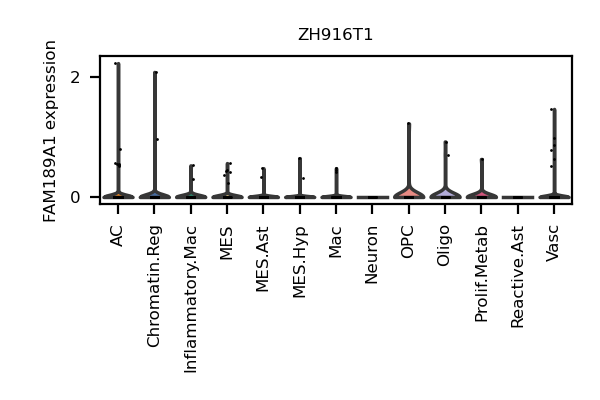 ZH916T1
FAM189A1 expression
2
0
AC
Chromatin.Reg
Inflammatory.Mac
MES
MES.Ast
MES.Hyp
Mac
Neuron
OPC
Oligo
Prolif.Metab
Reactive.Ast
Vasc